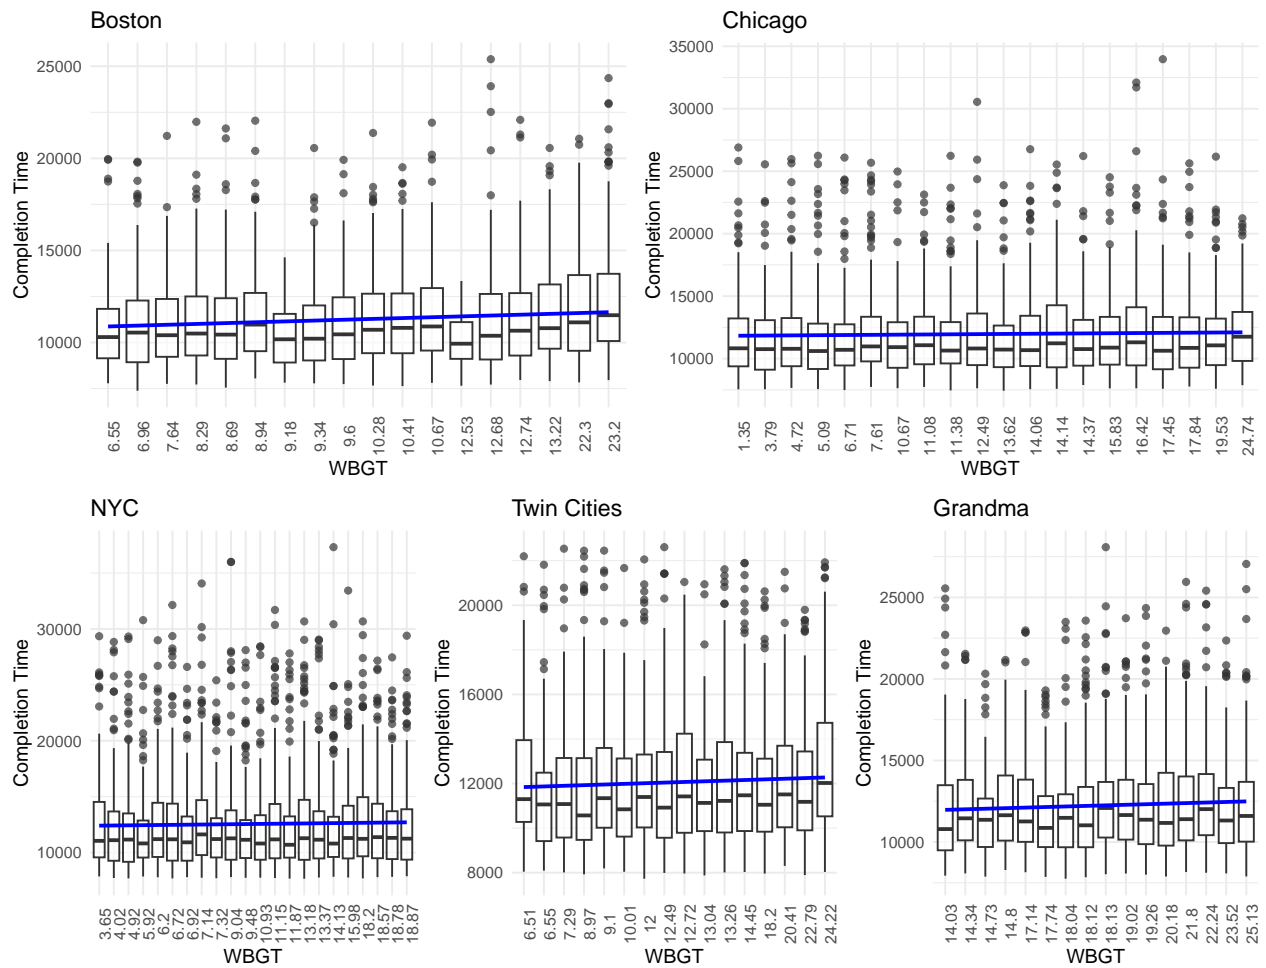 Boston
Completion Time
25000
20000
15000
10000
6.55 6.96 7.64 8.29 8.69 8.94 9.18 9.34 9.6 10.28 10.41 10.67 12.53 12.68 12.74 13.22 22.3 23.2
WBGT
Chicago
Completion Time
35000
30000
25000
20000
15000
10000
1.35 3.79 4.72 5.09 6.71 7.61 10.67 11.08 11.38 12.49 13.62 14.06 14.14 14.37 15.83 16.42 17.45 17.84 19.53 24.74
WBGT
NYC
Completion Time
30000
20000
10000
3.65 4.02 4.92 5.92 6.2 6.72 6.92 7.14 7.32 9.04 9.48 10.93 11.15 11.87 13.18 13.37 14.13 15.98 18.2 18.57 18.78 18.87
WBGT
Twin Cities
Completion Time
20000
16000
12000
8000
6.51 6.55 7.29 8.97 9.1 10.01 12 12.49 12.72 13.04 13.26 14.45 18.2 20.41 22.79 24.22
WBGT
Grandma
Completion Time
25000
20000
15000
10000
14.03 14.34 14.73 14.8 17.14 17.74 18.04 18.12 18.13 19.02 19.26 20.18 21.8 22.24 23.52 25.13
WBGT